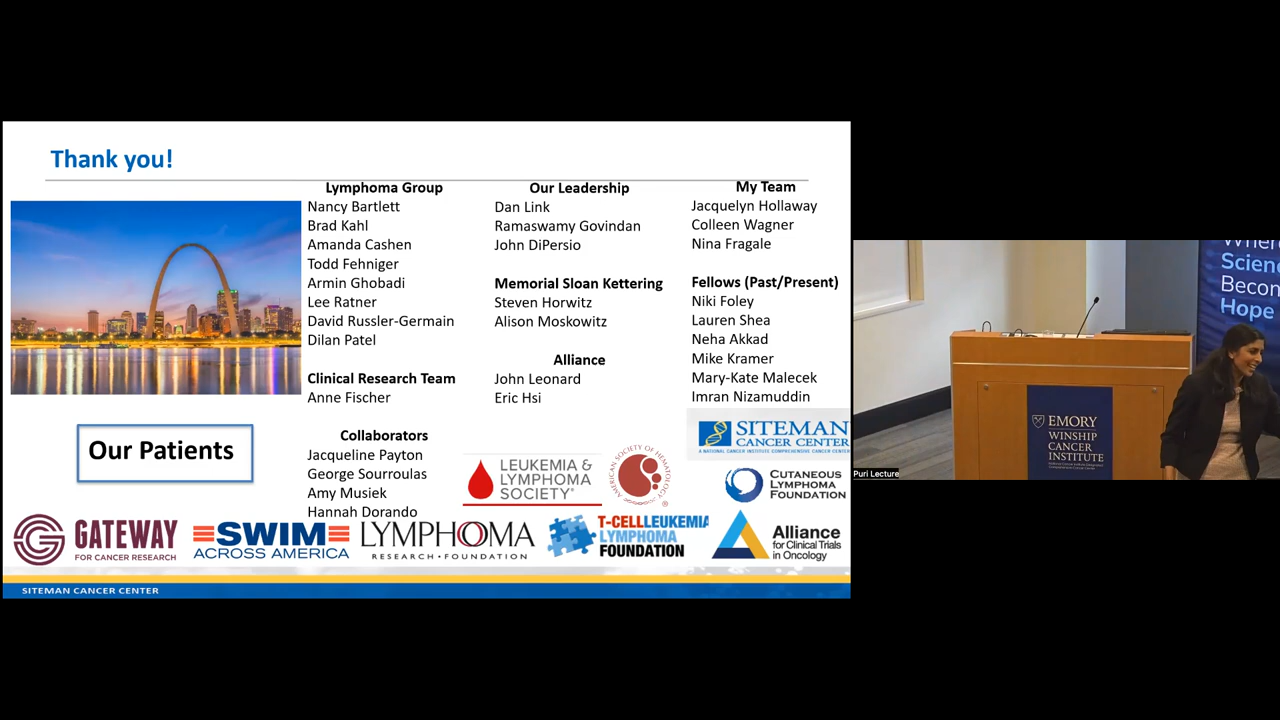 Thank you!
Lymphoma Group
Nancy Bartlett
Brad Kahl
Amanda Cashen
Todd Fehniger
Armin Ghobadi
Lee Ratner
David Russler-Germain
Dilan Patel
Clinical Research Team
Anne Fischer
Collaborators
Jacqueline Payton
George Sourroulas
Amy Musiek
Hannah Dorando
Our Leadership
Dan Link
Ramaswamy Govindan
John DiPersio
Memorial Sloan Kettering
Steven Horwitz
Alison Moskowitz
Alliance
John Leonard
Eric Hsi
My Team
Jacquelyn Hollaway
Colleen Wagner
Nina Fragale
Fellows (Past/Present)
Niki Foley
Lauren Shea
Neha Akkad
Mike Kramer
Mary-Kate Malecek
Imran Nizamuddin
Our Patients
SITEMAN
CANCER CENTER
A NATIONAL CANCER INSTITUTE COMPREHENSIVE CANCER CENTER
LEUKEMIA &
LYMPHOMA
SOCIETY®
AMERICAN SOCIETY OF HEMATOLOGY
®
CUTANEOUS
LYMPHOMA
FOUNDATION
GATEWAY
FOR CANCER RESEARCH
SWIM
ACROSS AMERICA
LYMPHOMA
RESEARCH • FOUNDATION
T-CELLLEUKEMIA
LYMPHOMA
FOUNDATION
Alliance
for Clinical Trials
in Oncology
SITEMAN CANCER CENTER
Where
Scienc
Becom
Hope
EMORY
WINSHIP
CANCER
INSTITUTE
Puri Lecture